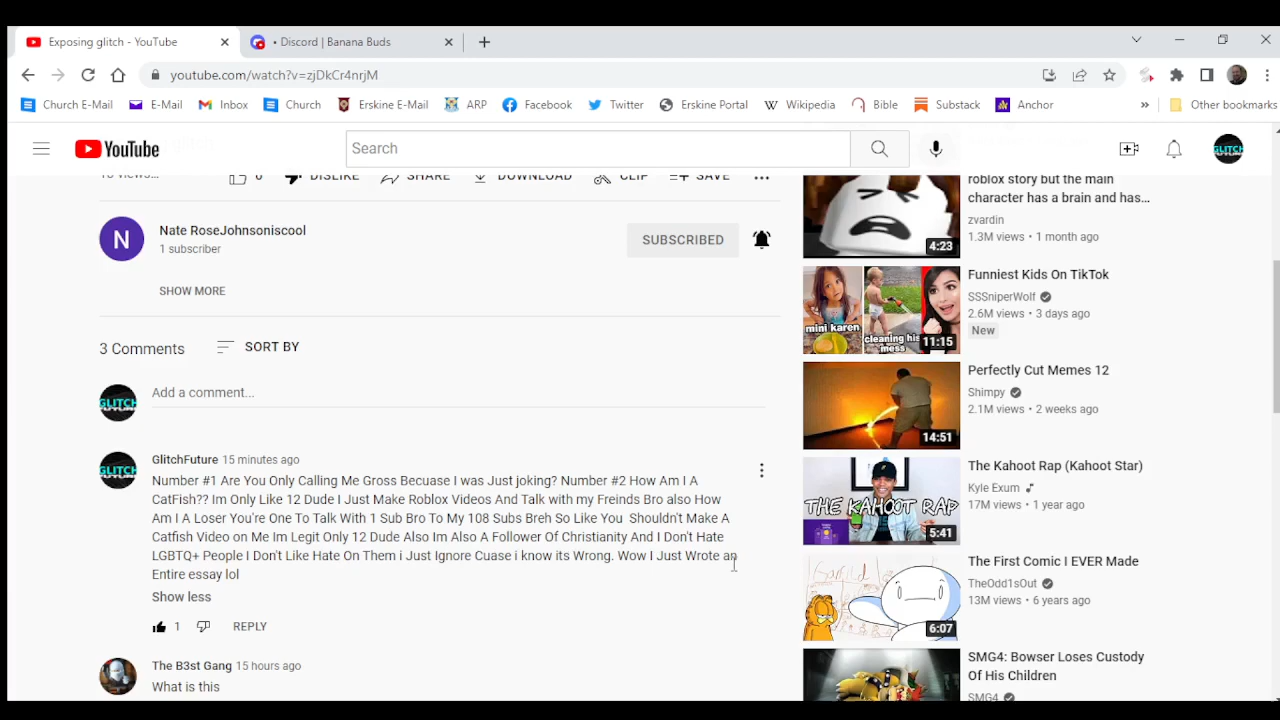 Exposing glitch - YouTube
• Discord | Banana Buds
youtube.com/watch?v=zjDkCr4nrjM
Church E-Mail
E-Mail
Inbox
Church
Erskine E-Mail
ARP
Facebook
Twitter
Erskine Portal
Wikipedia
Bible
Substack
Anchor
»
Other bookmarks
YouTube
Search
GLITCH
views...
6
DISLIKE
SHARE
DOWNLOAD
CLIP
SAVE
N
Nate RoseJohnsoniscool
1 subscriber
SUBSCRIBED
SHOW MORE
3 Comments
SORT BY
GLITCH
FUTURE
Add a comment...
GLITCH
FUTURE
GlitchFuture 15 minutes ago
Number #1 Are You Only Calling Me Gross Becuase I was Just joking? Number #2 How Am I A
CatFish?? Im Only Like 12 Dude I Just Make Roblox Videos And Talk with my Freinds Bro also How
Am I A Loser You're One To Talk With 1 Sub Bro To My 108 Subs Breh So Like You Shouldn't Make A
Catfish Video on Me Im Legit Only 12 Dude Also Im Also A Follower Of Christianity And I Don't Hate
LGBTQ+ People I Don't Like Hate On Them i Just Ignore Cuase i know its Wrong. Wow I Just Wrote an
Entire essay lol
Show less
1
REPLY
The B3st Gang 15 hours ago
What is this
roblox story but the main
character has a brain and has...
zvardin
1.3M views • 1 month ago
4:23
Funniest Kids On TikTok
SSSniperWolf
2.6M views • 3 days ago
New
mini
karen
cleaning his
mess
11:15
Perfectly Cut Memes 12
Shimpy
2.1M views • 2 weeks ago
14:51
The Kahoot Rap (Kahoot Star)
Kyle Exum
17M views • 1 year ago
THE KAHOOT RAP
5:41
The First Comic I EVER Made
TheOdd1sOut
13M views • 6 years ago
Garfield
6:07
SMG4: Bowser Loses Custody
Of His Children
SMG4